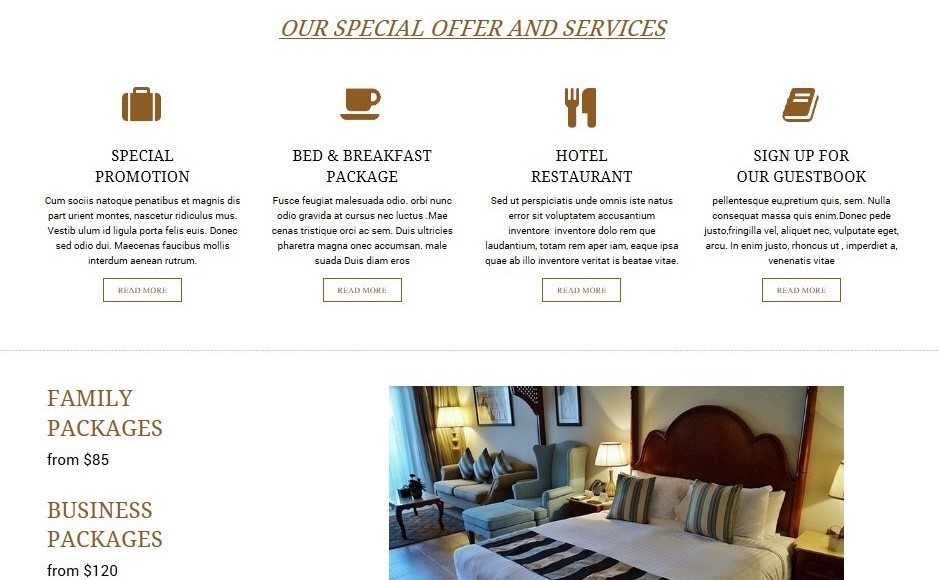 OUR SPECIAL OFFER AND SERVICES
SPECIAL
PROMOTION
Cum sociis natoque penatibus et magnis dis
part urient montes, nascetur ridiculus mus.
Vestib ulum id ligula porta felis euis. Donec
sed odio dui. Maecenas faucibus mollis
interdum aenean rutrum.
READ MORE
BED & BREAKFAST
PACKAGE
Fusce feugiat malesuada odio. orbi nunc
odio gravida at cursus nec luctus .Mae
cenas tristique orci ac sem. Duis ultricies
pharetra magna onec accumsan. male
suada Duis diam eros
READ MORE
HOTEL
RESTAURANT
Sed ut perspiciatis unde omnis iste natus
error sit voluptatem accusantium
inventore  inventore dolo rem que
laudantium, totam rem aper iam, eaque ipsa
quae ab illo inventore veritat is beatae vitae.
READ MORE
SIGN UP FOR
OUR GUESTBOOK
pellentesque eu,pretium quis, sem. Nulla
consequat massa quis enim.Donec pede
justo,fringilla vel, aliquet nec, vulputate eget,
arcu. In enim justo, rhoncus ut , imperdiet a,
venenatis vitae
READ MORE
FAMILY
PACKAGES
from $85
BUSINESS
PACKAGES
from $120